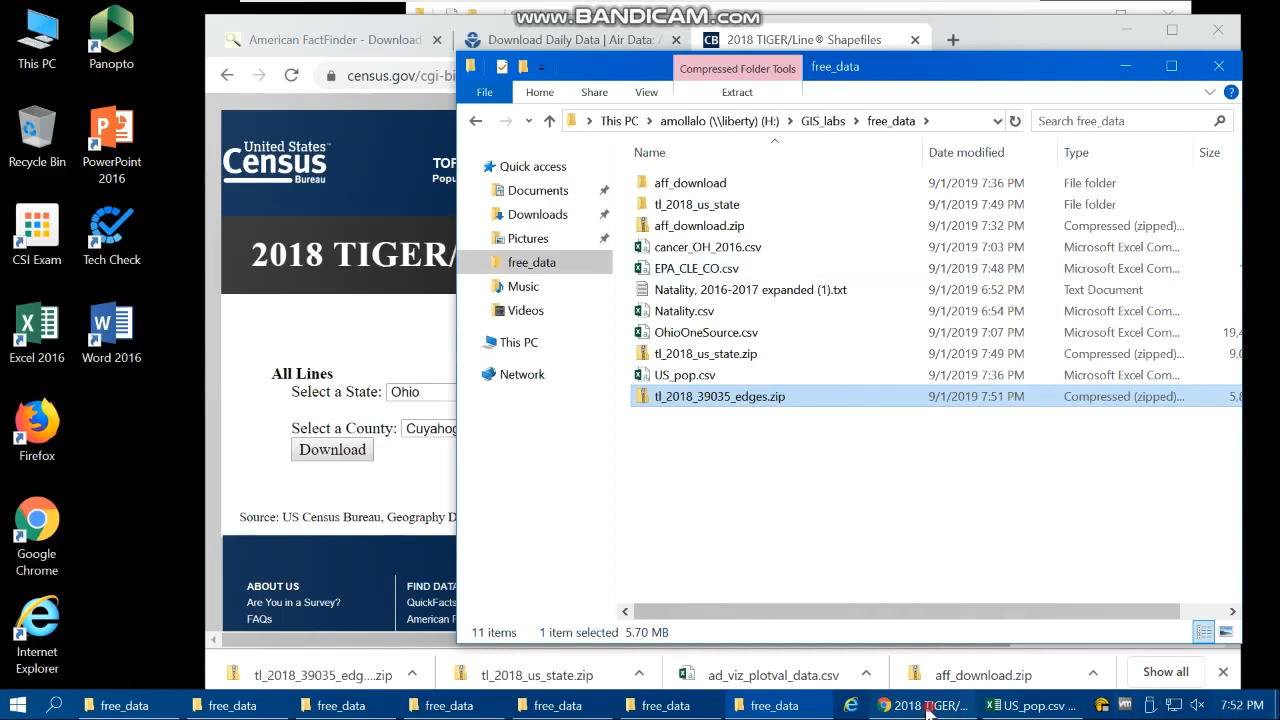 www.BANDICAM.com
This PC
Panopto
Recycle Bin
PowerPoint
2016
CSI Exam
Tech Check
Excel 2016
Word 2016
Firefox
Google
Chrome
Internet
Explorer
American FactFinder - Download
Download Daily Data | Air Data:
CB
2018 TIGER/Line® Shapefiles
census.gov/cgi-bi
United States™
Census
Bureau
TOP
Popu
2018 TIGER/
All Lines
Select a State: Ohio
Select a County: Cuyahog
Download
Source: US Census Bureau, Geography D
ABOUT US
Are You in a Survey?
FAQs
FIND DATA
QuickFacts
American F
Compressed Folder Tools
free_data
File
Home
Share
View
Extract
This PC
amollalo (\\liberty) (H:)
GIS_labs
free_data
Search free_data
Quick access
Documents
Downloads
Pictures
free_data
Music
Videos
This PC
Network
Name Date modified Type Size
aff_download 9/1/2019 7:36 PM File folder
tl_2018_us_state 9/1/2019 7:49 PM File folder
aff_download.zip 9/1/2019 7:32 PM Compressed (zipped)...
cancer_OH_2016.csv 9/1/2019 7:03 PM Microsoft Excel Com...
EPA_CLE_CO.csv 9/1/2019 7:48 PM Microsoft Excel Com... 1
Natality, 2016-2017 expanded (1).txt 9/1/2019 6:52 PM Text Document
Natality.csv 9/1/2019 6:54 PM Microsoft Excel Com...
OhioOneSource.csv 9/1/2019 7:07 PM Microsoft Excel Com... 19,4
tl_2018_us_state.zip 9/1/2019 7:49 PM Compressed (zipped)... 9,0
US_pop.csv 9/1/2019 7:36 PM Microsoft Excel Com...
tl_2018_39035_edges.zip 9/1/2019 7:51 PM Compressed (zipped)... 5,8
11 items 1 item selected 5.70 MB
tl_2018_39035_edg....zip
tl_2018_us_state.zip
ad_viz_plotval_data.csv
aff_download.zip
Show all
free_data
free_data
free_data
free_data
free_data
free_data
free_data
2018 TIGER/...
US_pop.csv ...
7:52 PM